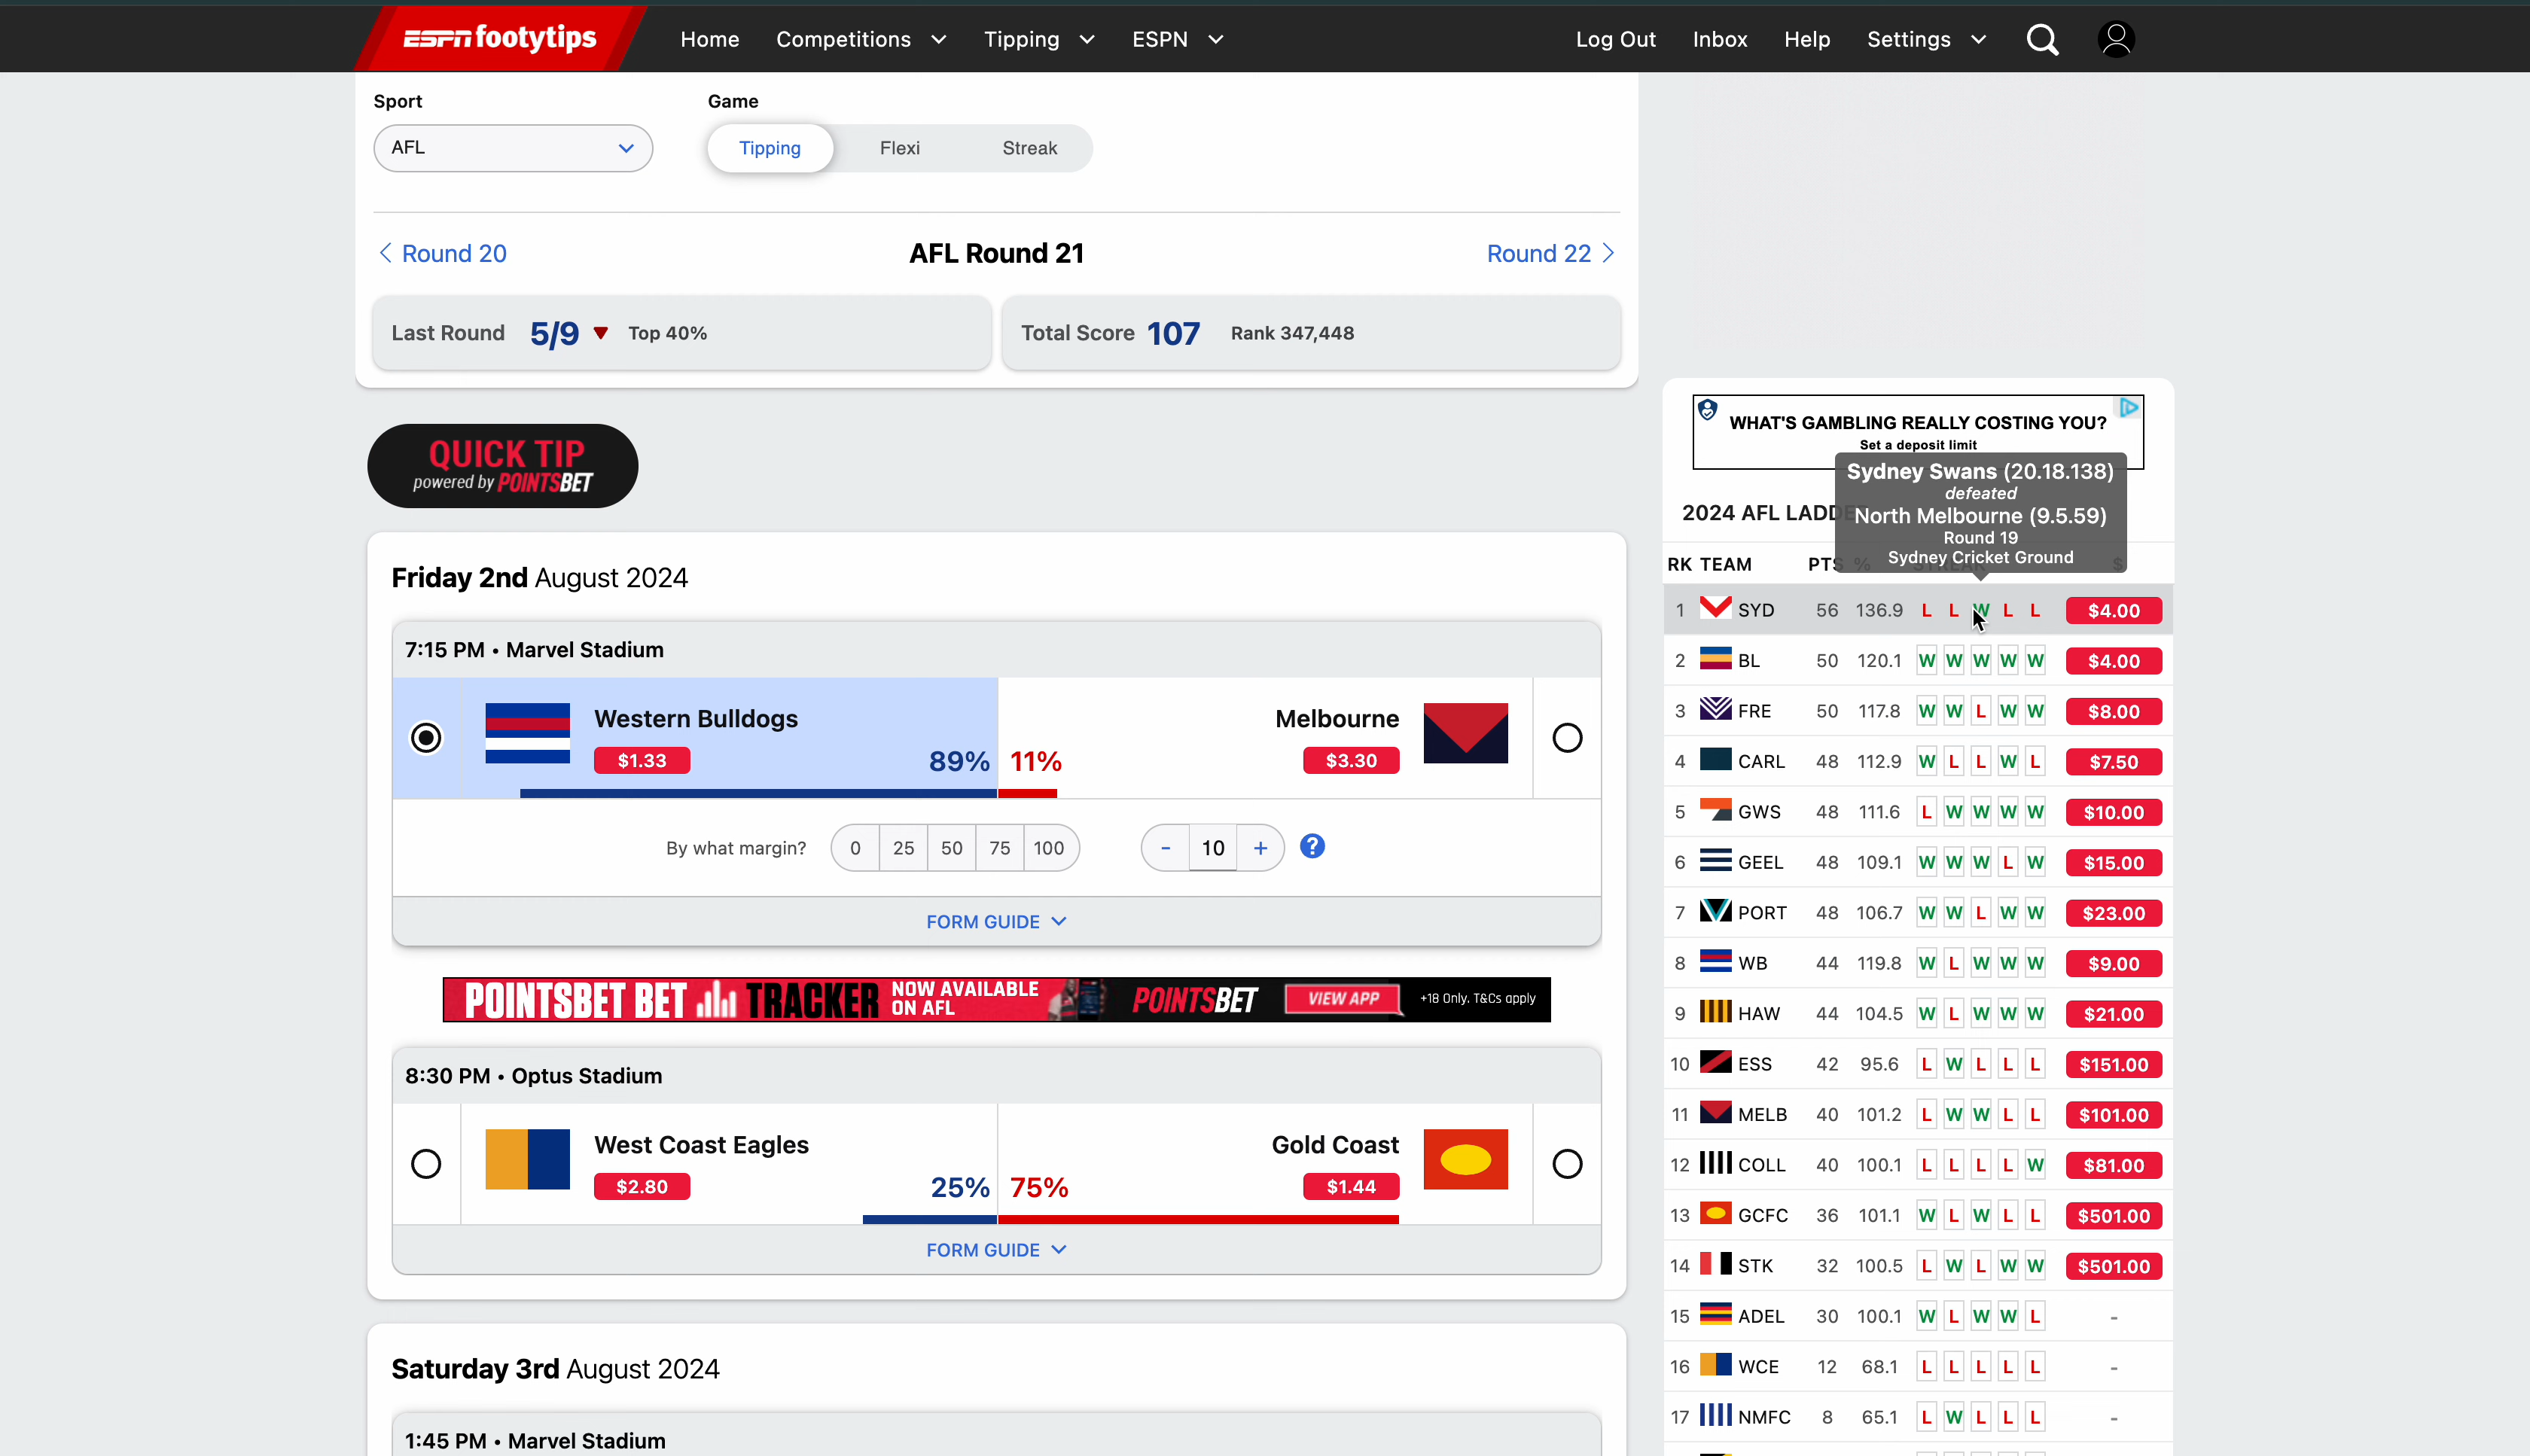 ESPN footytips
Home Competitions Tipping ESPN Log Out Inbox Help Settings
Sport
Game
AFL
Tipping Flexi Streak
Round 20 AFL Round 21 Round 22
Last Round 5/9 Top 40%
Total Score 107 Rank 347,448
QUICK TIP
powered by POINTSBET
Friday 2nd August 2024
7:15 PM • Marvel Stadium
Western Bulldogs Melbourne
$1.33 89% 11% $3.30
By what margin? 0 25 50 75 100 - 10 + ?
FORM GUIDE
POINTSBET BET TRACKER NOW AVAILABLE ON AFL POINTSBET VIEW APP +18 Only. T&Cs apply
8:30 PM • Optus Stadium
West Coast Eagles Gold Coast
$2.80 25% 75% $1.44
FORM GUIDE
Saturday 3rd August 2024
1:45 PM • Marvel Stadium
WHAT'S GAMBLING REALLY COSTING YOU?
Set a deposit limit
Sydney Swans (20.18.138)
defeated
North Melbourne (9.5.59)
Round 19
Sydney Cricket Ground
2024 AFL LADD
RK TEAM PTS %
1 SYD 56 136.9 L L W L L $4.00
2 BL 50 120.1 W W W W W $4.00
3 FRE 50 117.8 W W L W W $8.00
4 CARL 48 112.9 W L L W L $7.50
5 GWS 48 111.6 L W W W W $10.00
6 GEEL 48 109.1 W W W L W $15.00
7 PORT 48 106.7 W W L W W $23.00
8 WB 44 119.8 W L W W W $9.00
9 HAW 44 104.5 W L W W W $21.00
10 ESS 42 95.6 L W L L L $151.00
11 MELB 40 101.2 L W W L L $101.00
12 COLL 40 100.1 L L L L W $81.00
13 GCFC 36 101.1 W L W L L $501.00
14 STK 32 100.5 L W L W W $501.00
15 ADEL 30 100.1 W L W W L -
16 WCE 12 68.1 L L L L L -
17 NMFC 8 65.1 L W L L L -